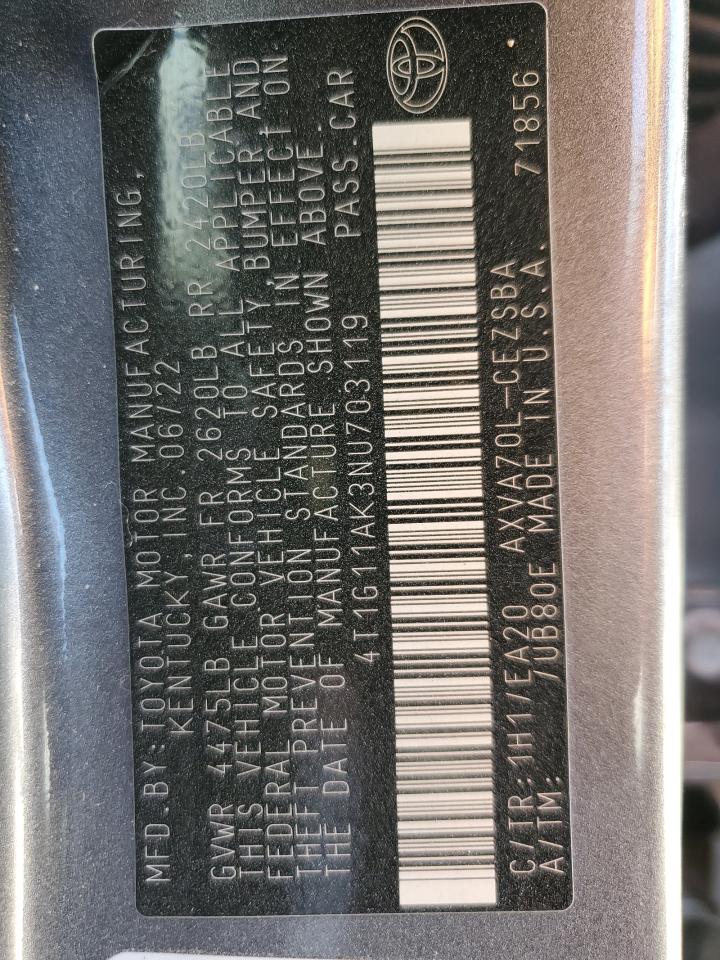 MFD.BY:TOYOTA MOTOR MANUFACTURING,
KENTUCKY,INC.06/22
GVWR 4475LB GAWR FR 2620LB RR 2420LB
THIS VEHICLE CONFORMS TO ALL APPLICABLE
FEDERAL MOTOR VEHICLE SAFETY,BUMPER AND
THEFT PREVENTION STANDARDS IN EFFECT ON
THE DATE OF MANUFACTURE SHOWN ABOVE.
4T1G11AK3NU703119 PASS.CAR
C/TR:1H1/EA20 AXVA70L-CEZSBA
A/TM: /UB80E MADE IN U.S.A. 71856